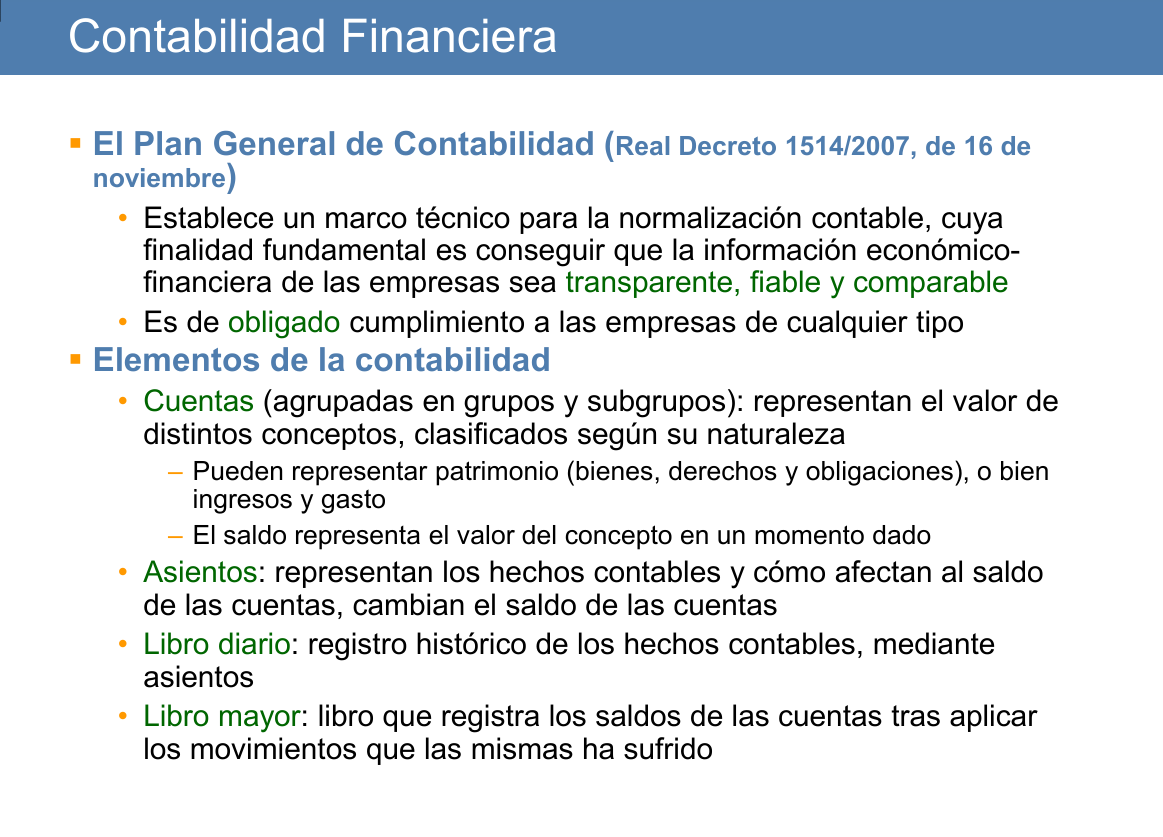 Contabilidad Financiera
▪ El Plan General de Contabilidad (Real Decreto 1514/2007, de 16 de
noviembre)
• Establece un marco técnico para la normalización contable, cuya
finalidad fundamental es conseguir que la información económico-
financiera de las empresas sea transparente, fiable y comparable
• Es de obligado cumplimiento a las empresas de cualquier tipo
▪ Elementos de la contabilidad
• Cuentas (agrupadas en grupos y subgrupos): representan el valor de
distintos conceptos, clasificados según su naturaleza
– Pueden representar patrimonio (bienes, derechos y obligaciones), o bien
ingresos y gasto
– El saldo representa el valor del concepto en un momento dado
• Asientos: representan los hechos contables y cómo afectan al saldo
de las cuentas, cambian el saldo de las cuentas
• Libro diario: registro histórico de los hechos contables, mediante
asientos
• Libro mayor: libro que registra los saldos de las cuentas tras aplicar
los movimientos que las mismas ha sufrido